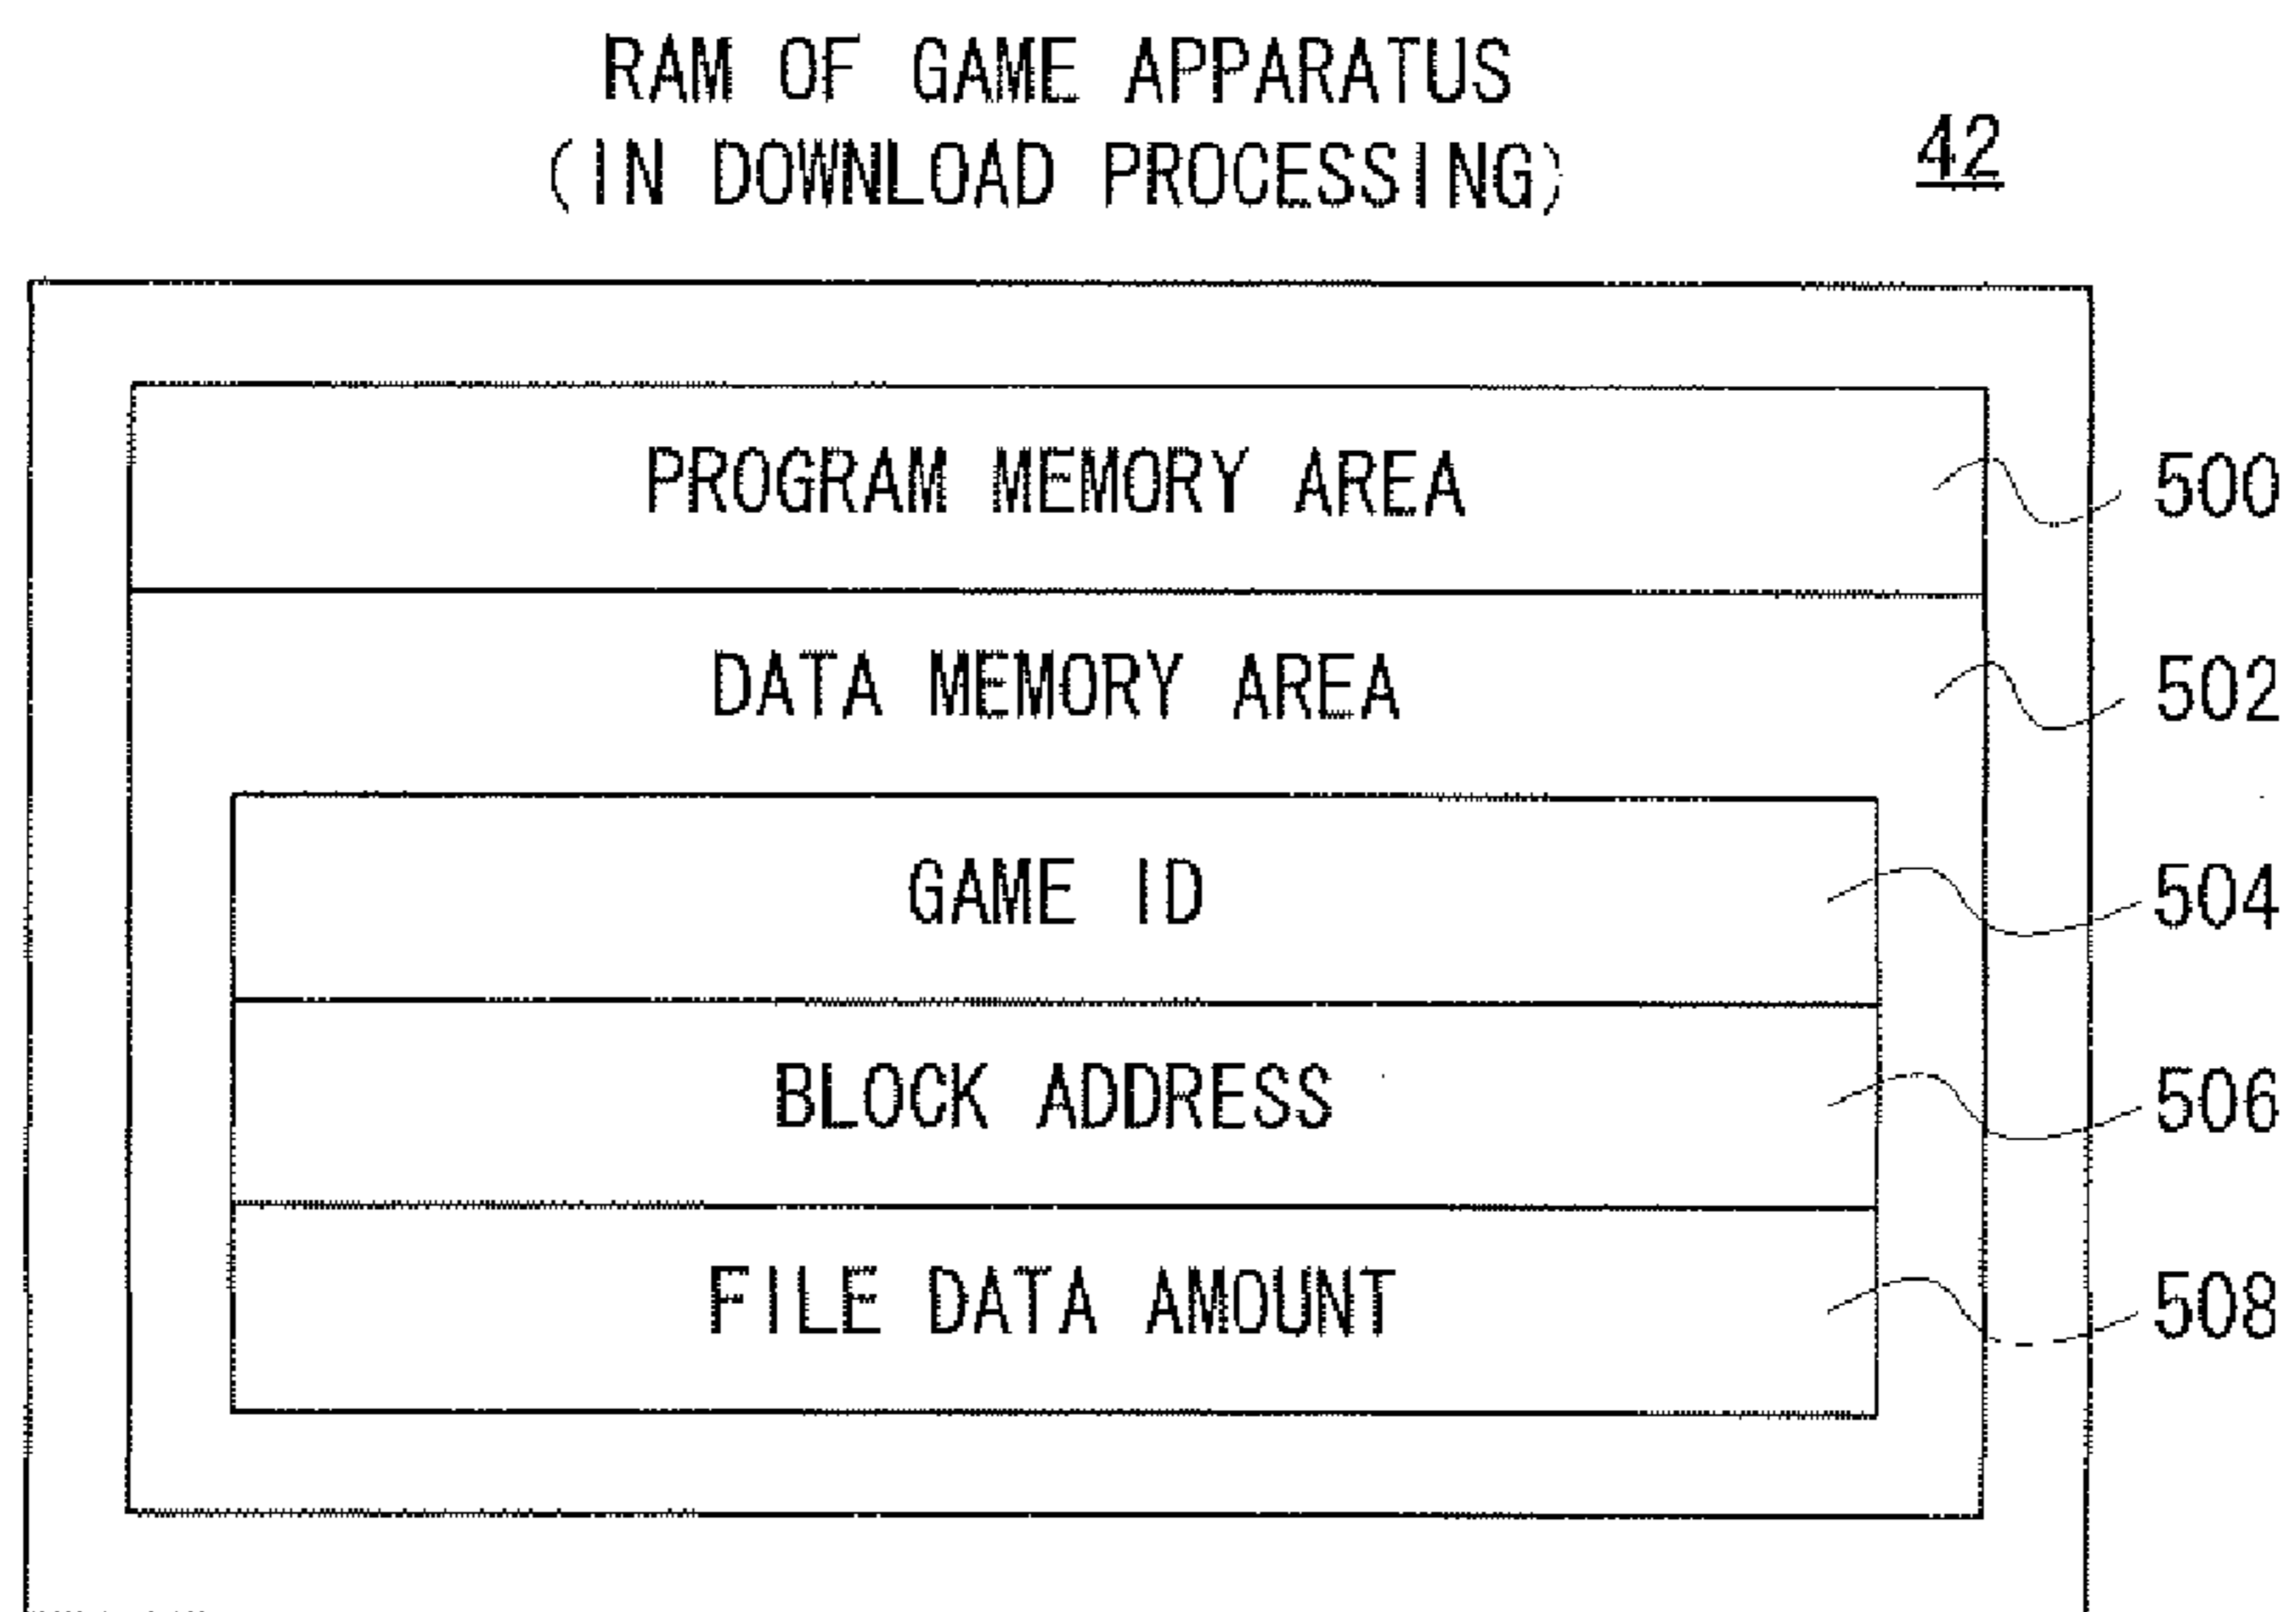 RAM OF GAME APPARATUS
(IN DOWNLOAD PROCESSING)
42
PROGRAM MEMORY AREA
500
DATA MEMORY AREA
502
GAME ID
504
BLOCK ADDRESS
506
FILE DATA AMOUNT
508